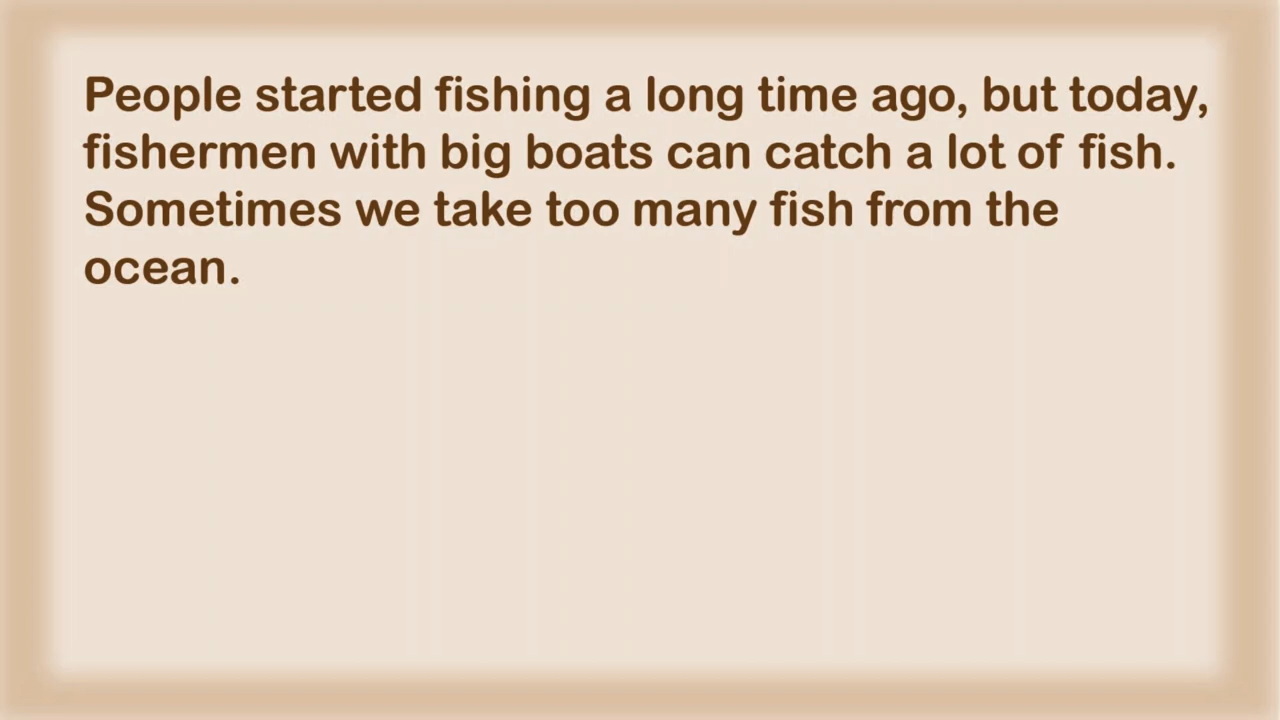 People started fishing a long time ago, but today,
fishermen with big boats can catch a lot of fish.
Sometimes we take too many fish from the
ocean.